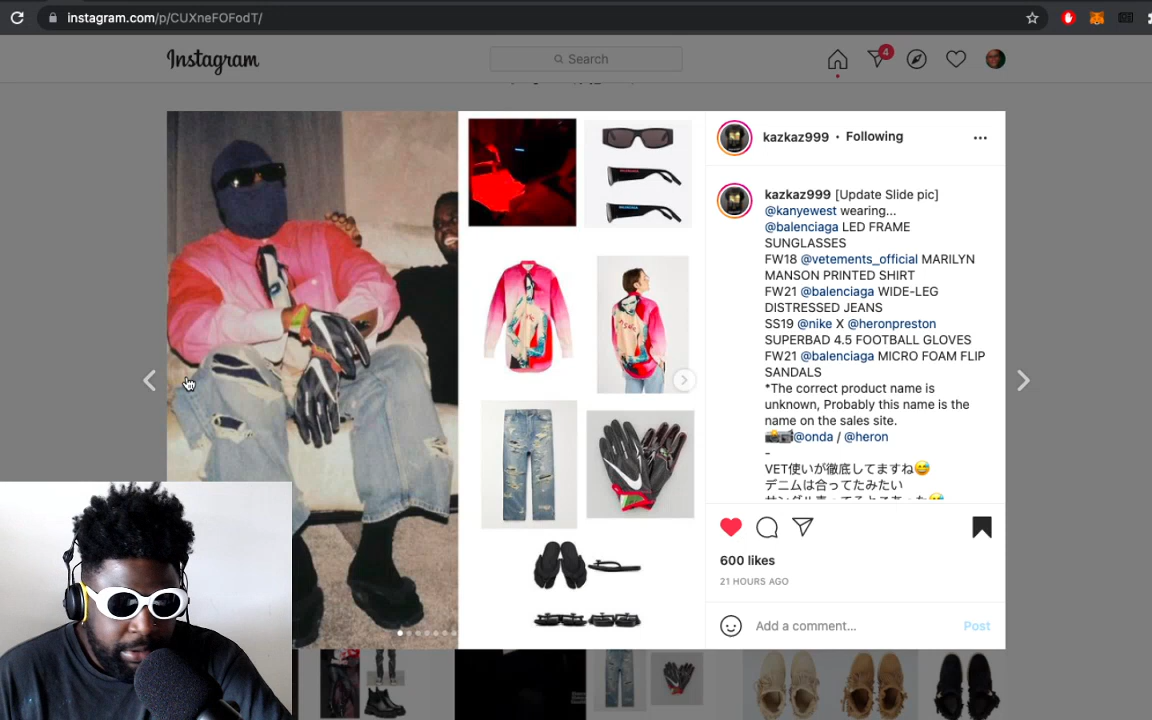 instagram.com/p/CUXneFOFodT/
Instagram
Search
4
kazkaz999 • Following
kazkaz999 [Update Slide pic]
@kanyewest wearing...
@balenciaga LED FRAME
SUNGLASSES
FW18 @vetements_official MARILYN
MANSON PRINTED SHIRT
FW21 @balenciaga WIDE-LEG
DISTRESSED JEANS
SS19 @nike X @heronpreston
SUPERBAD 4.5 FOOTBALL GLOVES
FW21 @balenciaga MICRO FOAM FLIP
SANDALS
*The correct product name is
unknown, Probably this name is the
name on the sales site.
📸@onda / @heron
-
VET使いが徹底してますね😅
デニムは合ってたみたい
600 likes
21 HOURS AGO
Add a comment...
Post